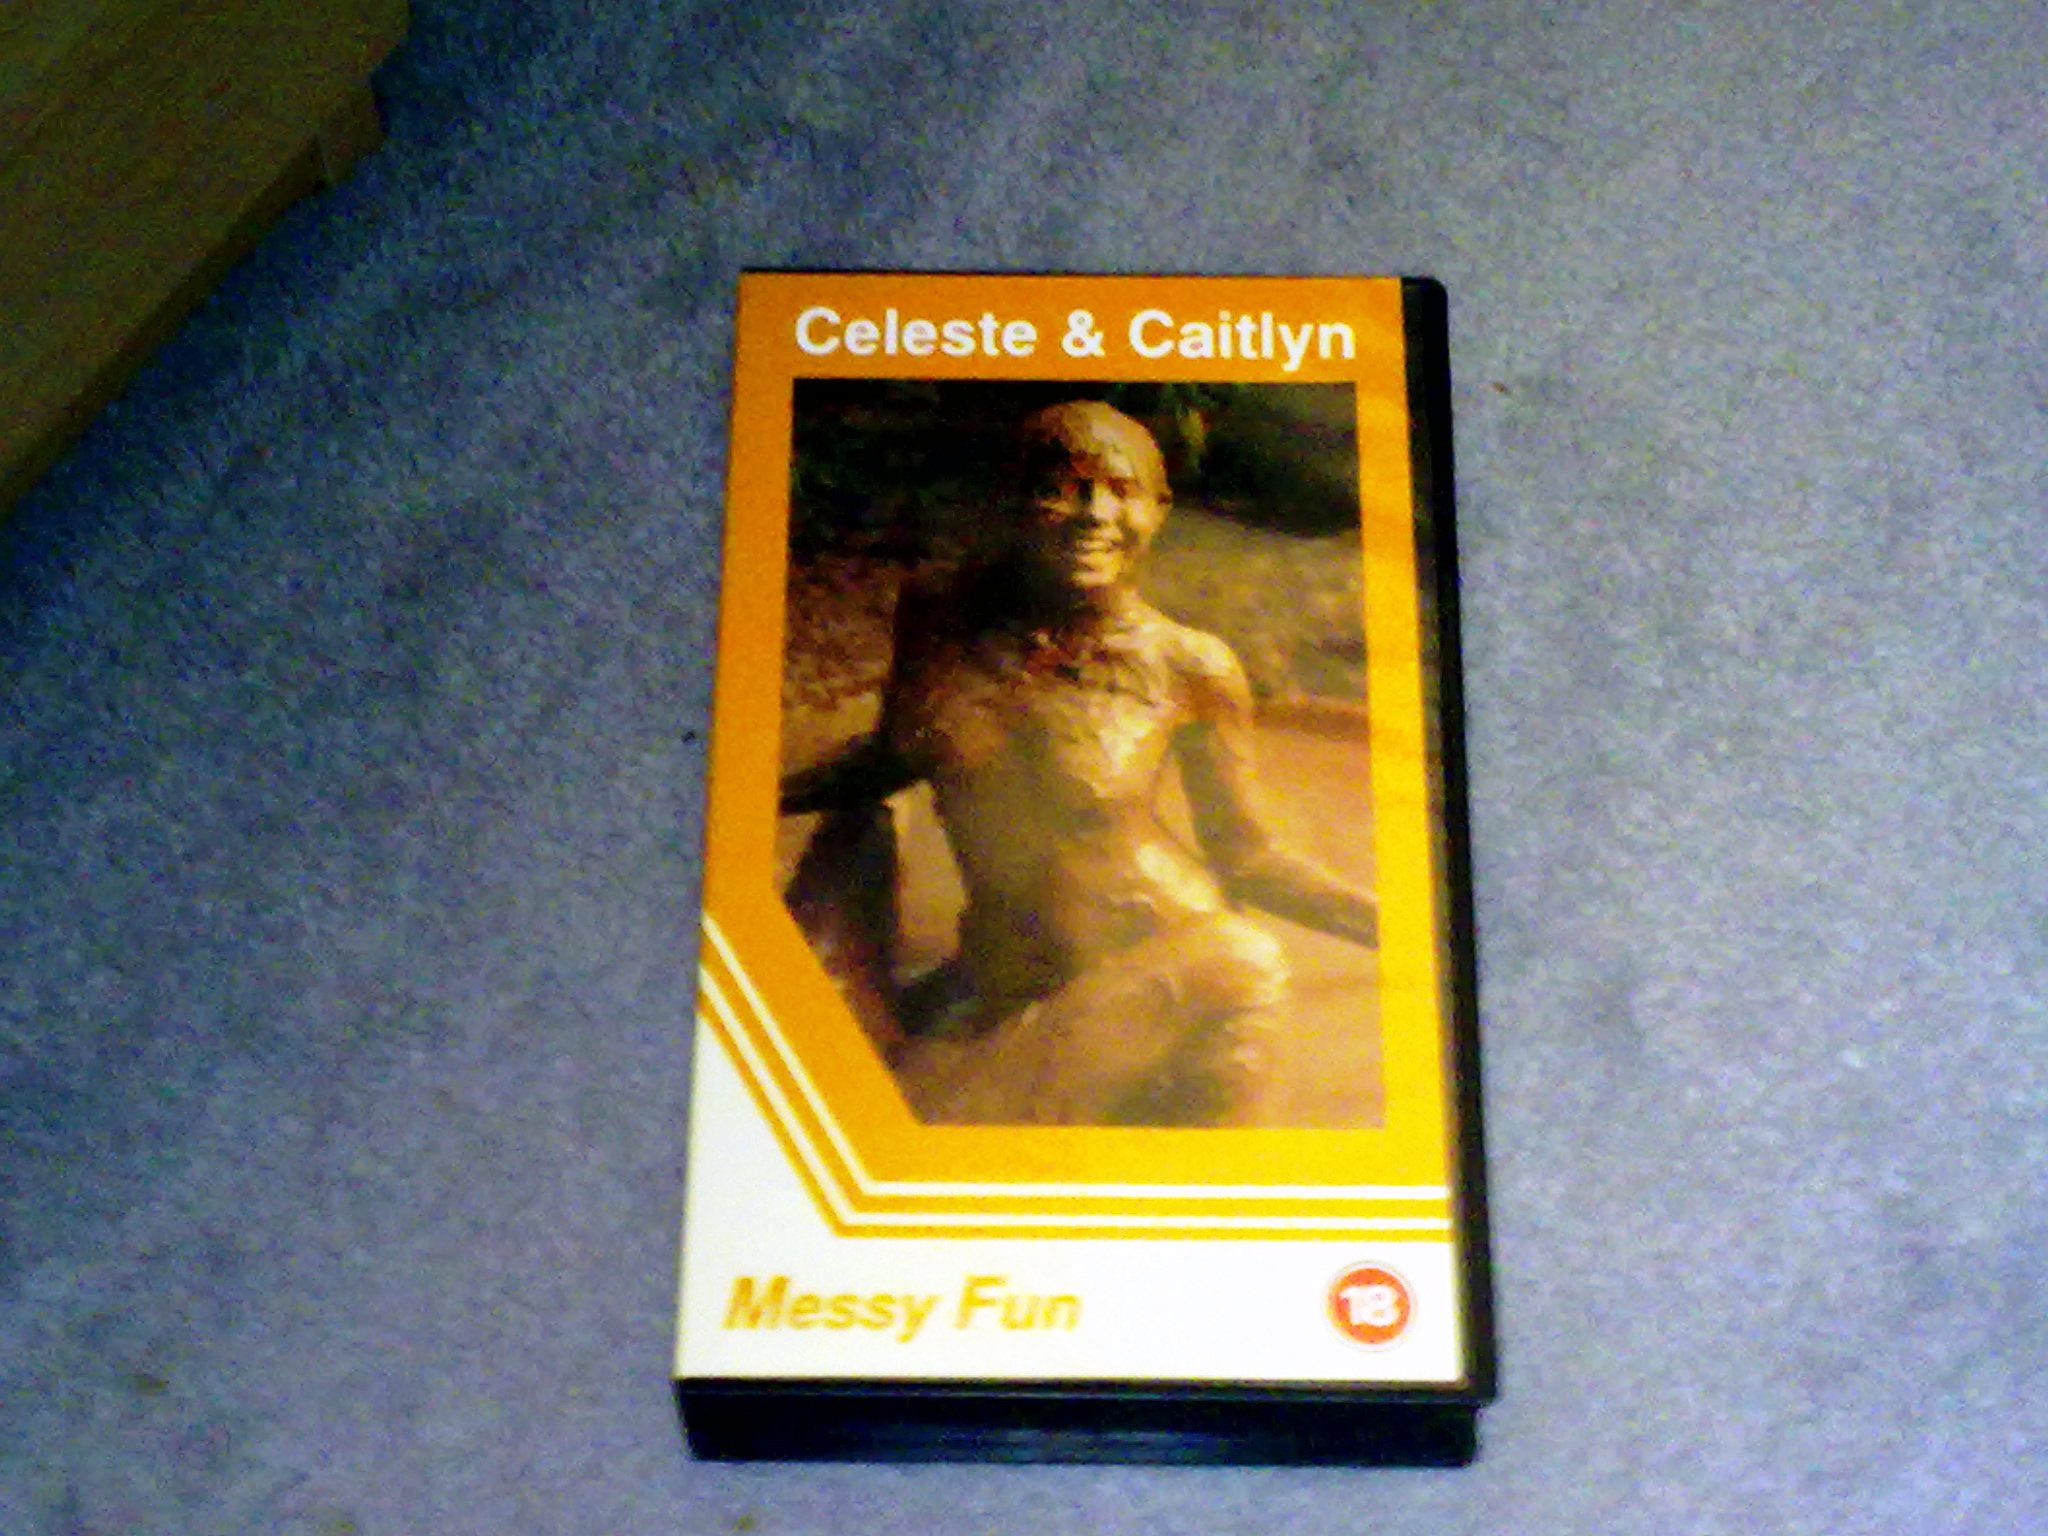 Celeste & Caitlyn
Messy Fun
18